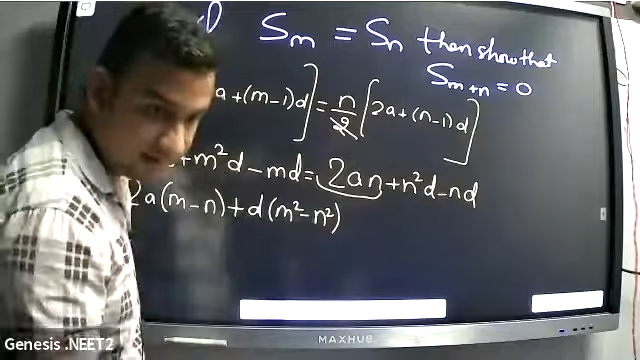 Sm = Sn then show that
Sm+n = 0
a+(m-1)d] = n/2 [2a+(n-1)d]
+m²d-md = 2an+n²d-nd
2a(m-n)+d(m²-n²)
MAXHUB
Genesis .NEET2